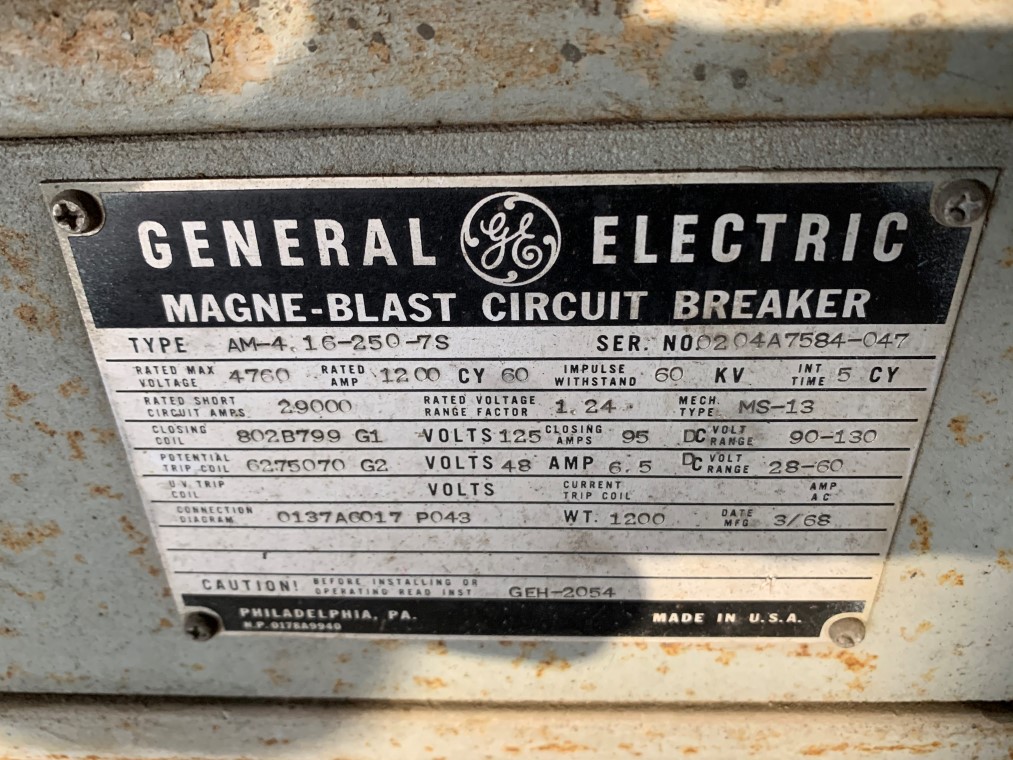 GENERAL GE ELECTRIC
MAGNE-BLAST CIRCUIT BREAKER
TYPE AM-4.16-250-7S SER. NO. 0204A7584-047
RATED MAX VOLTAGE 4760 RATED AMP 1200 CY 60 IMPULSE WITHSTAND 60 KV INT TIME 5 CY
RATED SHORT CIRCUIT AMPS 29000 RATED VOLTAGE RANGE FACTOR 1.24 MECH. TYPE MS-13
CLOSING COIL 802B799 G1 VOLTS 125 CLOSING AMPS 95 DC VOLT RANGE 90-130
POTENTIAL TRIP COIL 6275070 G2 VOLTS 48 AMP 6.5 DC VOLT RANGE 28-60
U.V. TRIP COIL VOLTS CURRENT TRIP COIL AMP AC
CONNECTION DIAGRAM 0137A6017 P043 WT. 1200 DATE MFG 3/68
CAUTION! BEFORE INSTALLING OR OPERATING READ INST GEH-2054
PHILADELPHIA, PA. MADE IN U.S.A.
N.P. 0178A9940